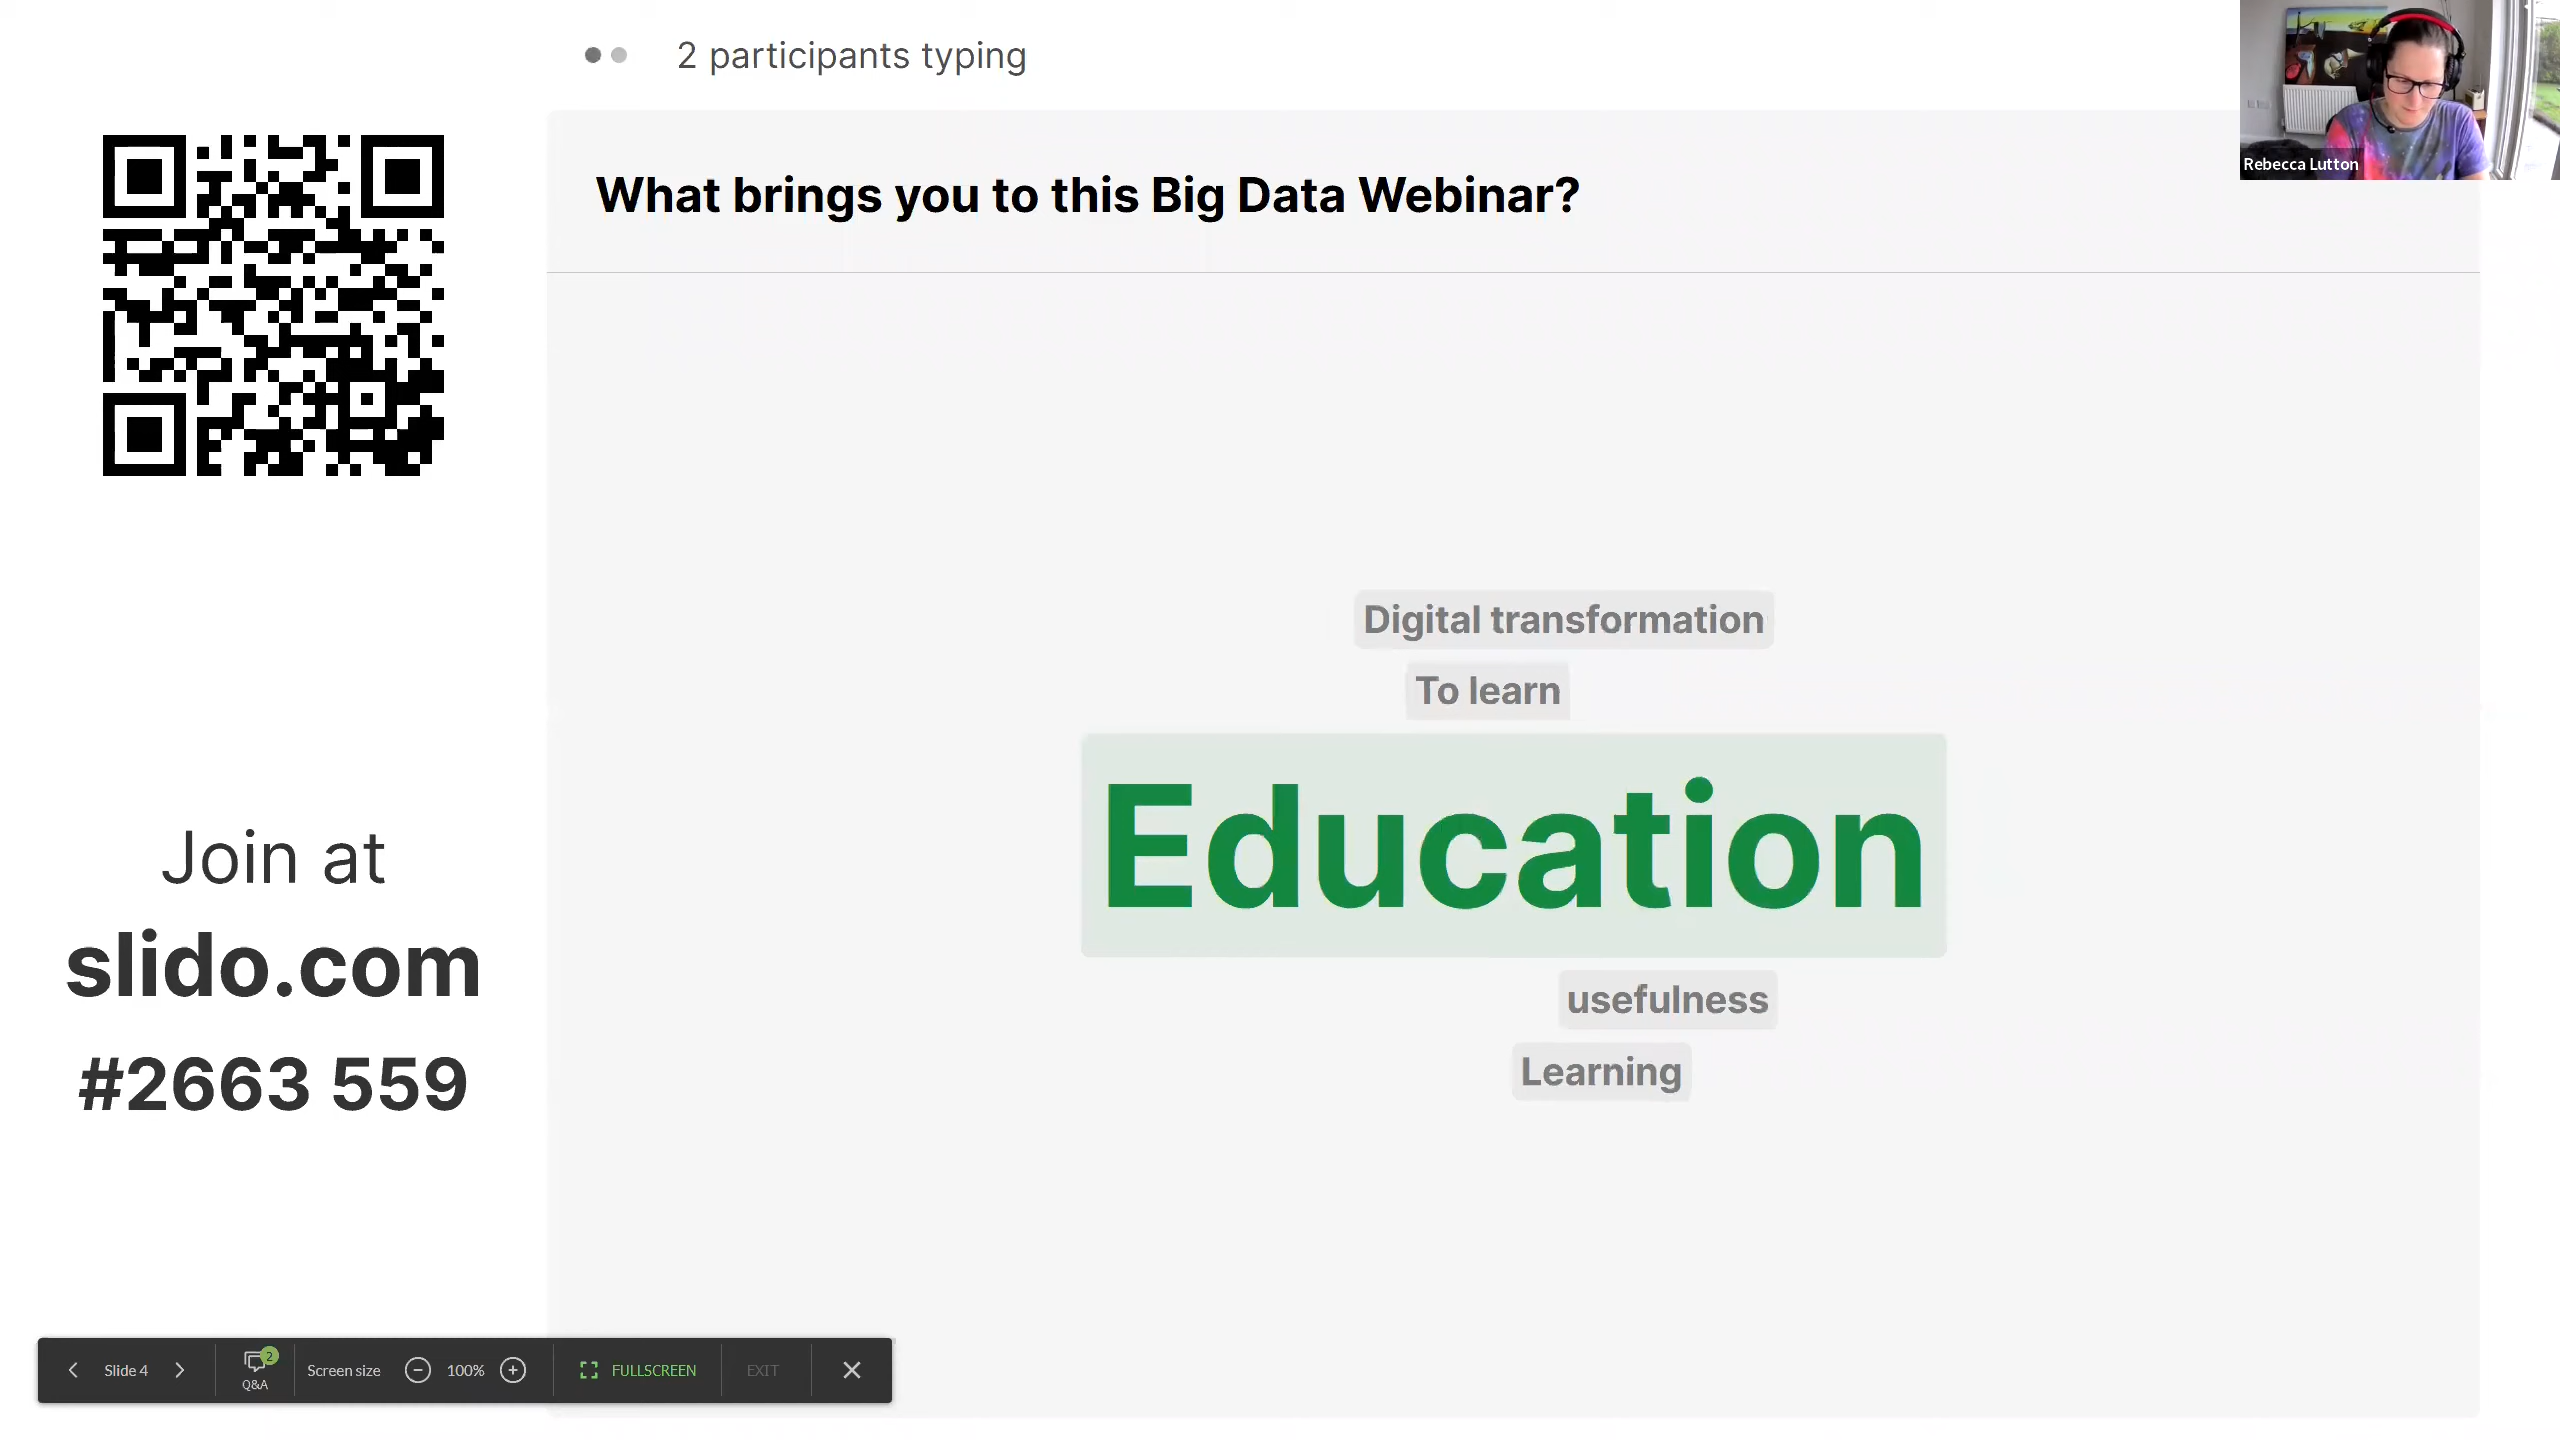 2 participants typing
Rebecca Lutton
What brings you to this Big Data Webinar?
Digital transformation
To learn
Education
usefulness
Learning
Join at
slido.com
#2663 559
Slide 4
2
Q&A
Screen size
100%
FULLSCREEN
EXIT